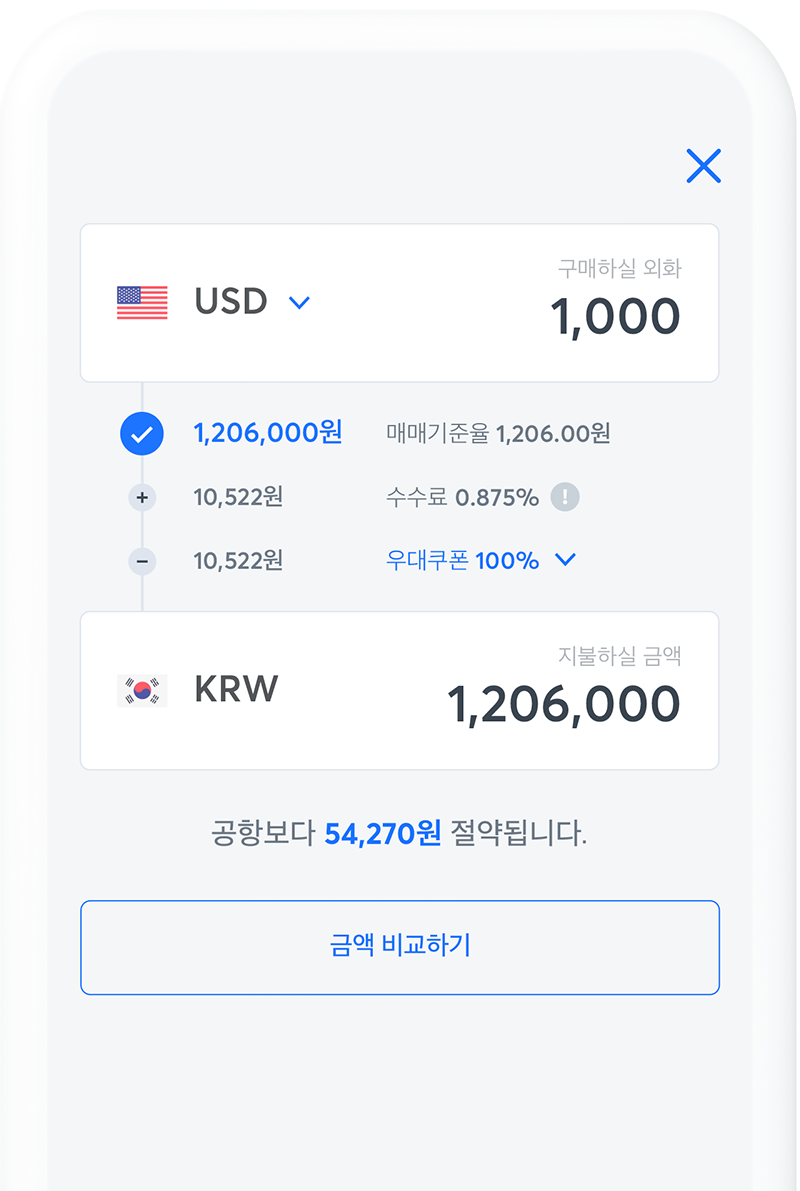 구매하실 외화
USD 1,000
1,206,000원 매매기준율 1,206.00원
+ 10,522원 수수료 0.875% !
− 10,522원 우대쿠폰 100%
지불하실 금액
KRW 1,206,000
공항보다 54,270원 절약됩니다.
금액 비교하기